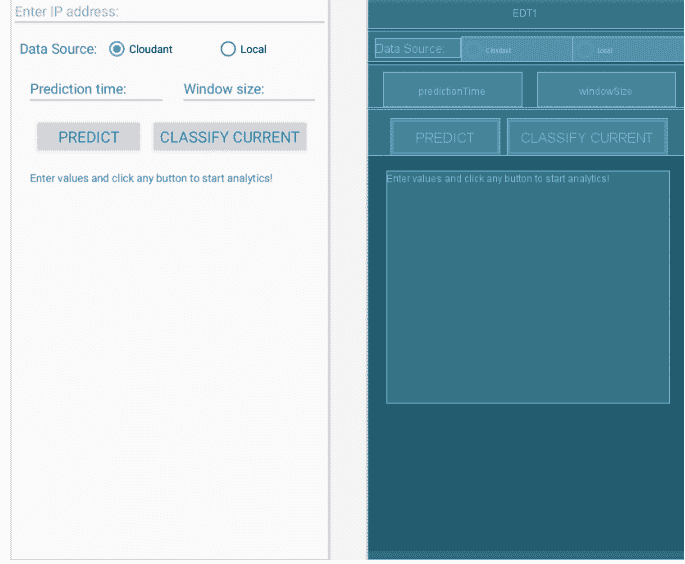 Enter IP address:
Data Source: Cloudant Local
Prediction time: Window size:
PREDICT CLASSIFY CURRENT
Enter values and click any button to start analytics!
EDT1
Data Source: Cloudant Local
predictionTime windowSize
PREDICT CLASSIFY CURRENT
Enter values and click any button to start analytics!